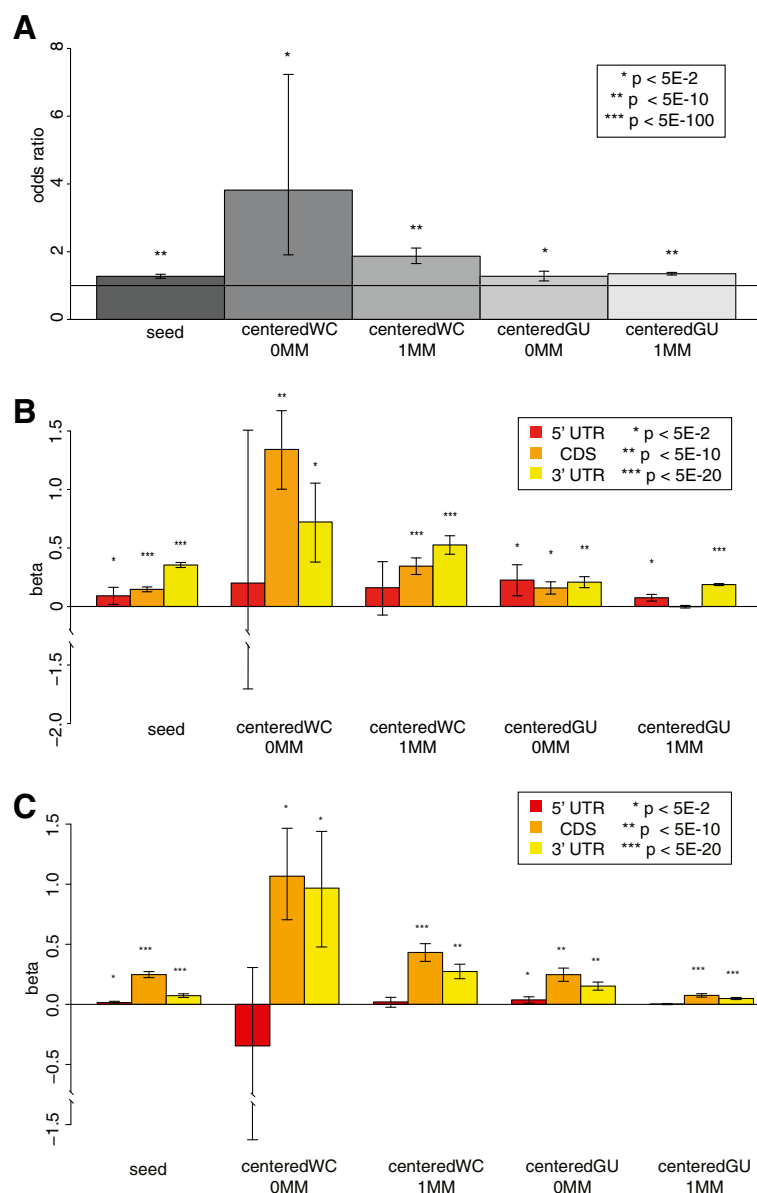 A
8
6
4
2
0
odds ratio
*
**
**
*
**
* p < 5E-2
** p < 5E-10
*** p < 5E-100
seed
centeredWC 0MM
centeredWC 1MM
centeredGU 0MM
centeredGU 1MM
B
1.5
1.0
0.5
0
−1.5
−2.0
beta
*
***
***
**
*
***
***
*
*
**
*
***
5' UTR * p < 5E-2
CDS ** p < 5E-10
3' UTR *** p < 5E-20
seed
centeredWC 0MM
centeredWC 1MM
centeredGU 0MM
centeredGU 1MM
C
1.5
1.0
0.5
0.0
−0.5
−1.5
beta
*
***
***
*
*
***
**
*
**
**
***
***
5' UTR * p < 5E-2
CDS ** p < 5E-10
3' UTR *** p < 5E-20
seed
centeredWC 0MM
centeredWC 1MM
centeredGU 0MM
centeredGU 1MM